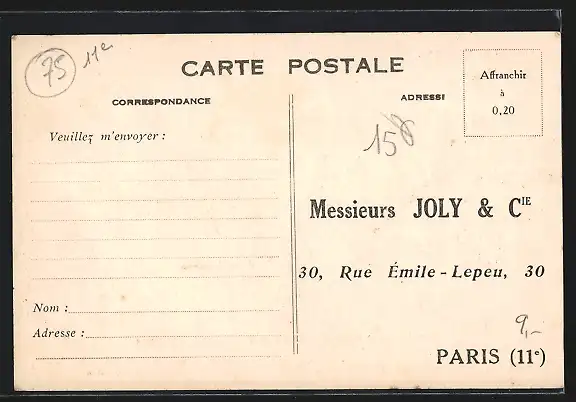 75 11e
CARTE POSTALE
Affranchir
à
0,20
CORRESPONDANCE
ADRESSE
Veuillez m'envoyer :
Messieurs JOLY & CIE
30, Rue Émile-Lepeu, 30
Nom :
Adresse :
9,-
PARIS (11e)